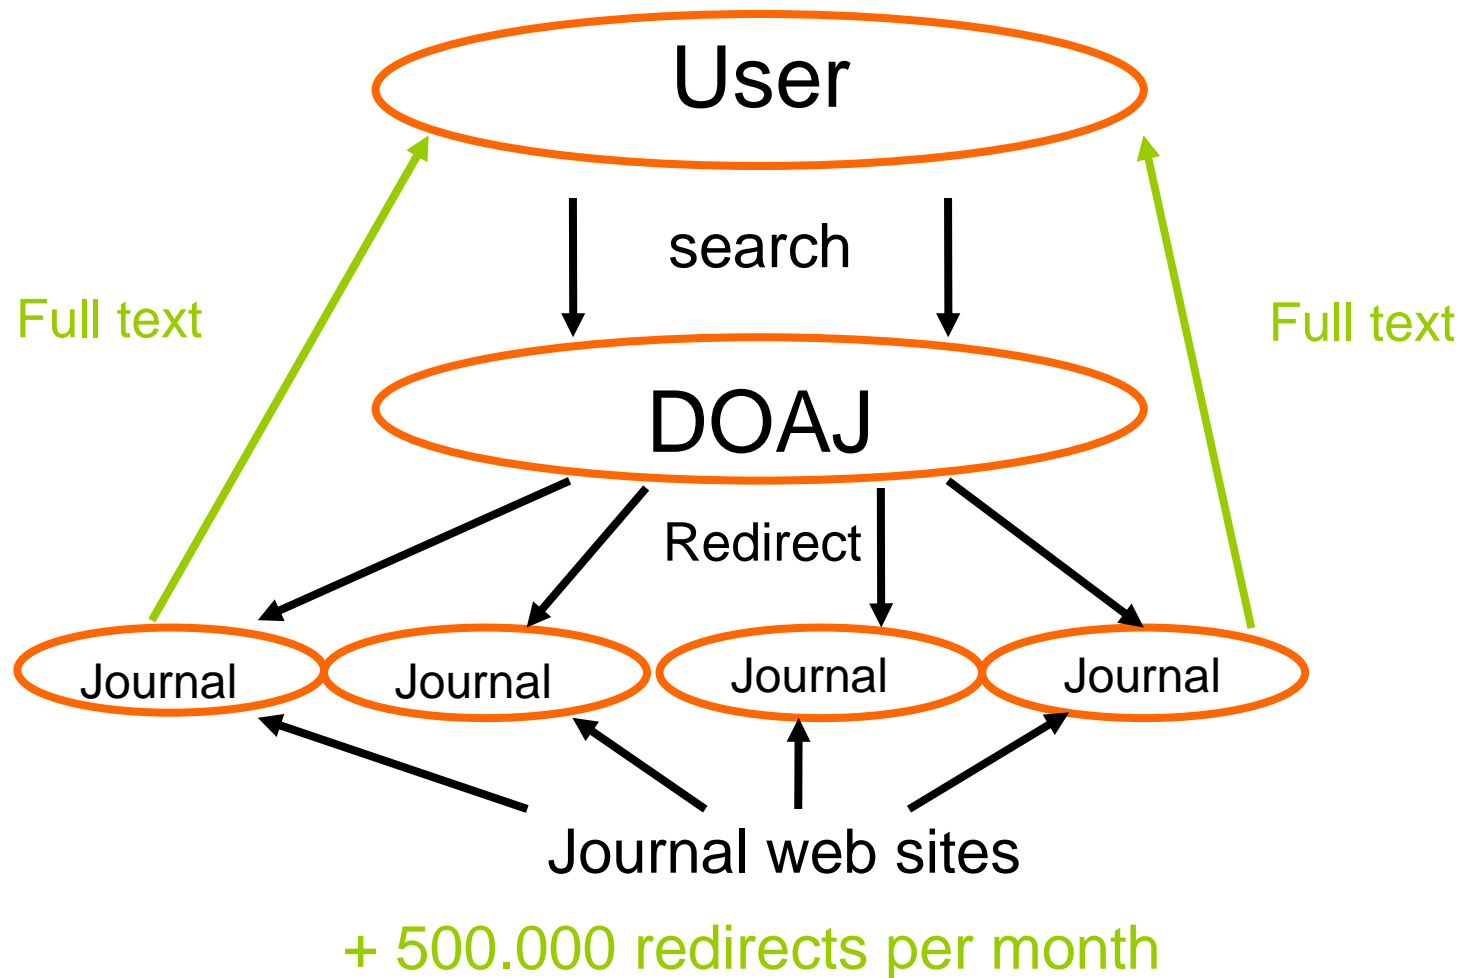 User
search
Full text
Full text
DOAJ
Redirect
Journal
Journal
Journal
Journal
Journal web sites
+ 500.000 redirects per month